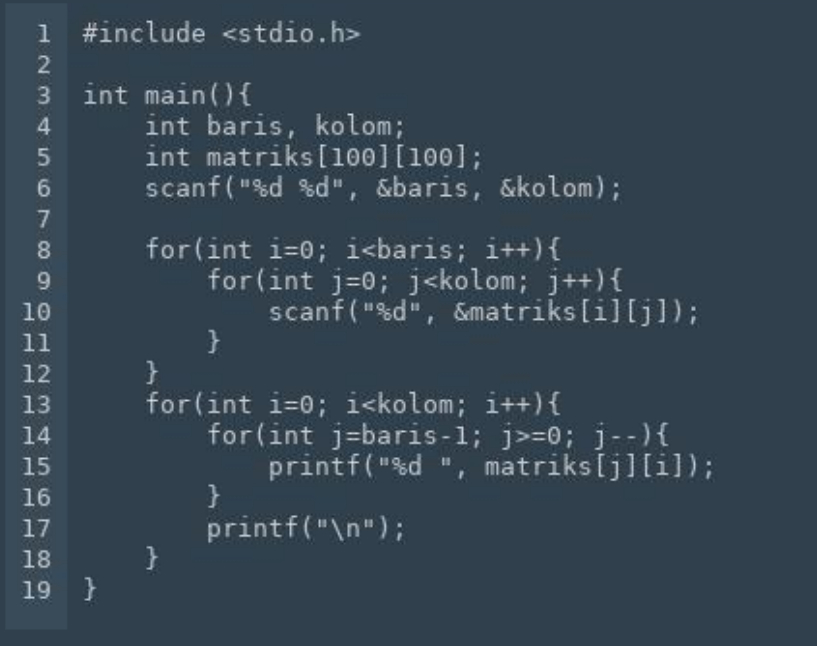 1 #include <stdio.h>
2
3 int main(){
4     int baris, kolom;
5     int matriks[100][100];
6     scanf("%d %d", &baris, &kolom);
7
8     for(int i=0; i<baris; i++){
9         for(int j=0; j<kolom; j++){
10             scanf("%d", &matriks[i][j]);
11         }
12     }
13     for(int i=0; i<kolom; i++){
14         for(int j=baris-1; j>=0; j--){
15             printf("%d ", matriks[j][i]);
16         }
17         printf("\n");
18     }
19 }